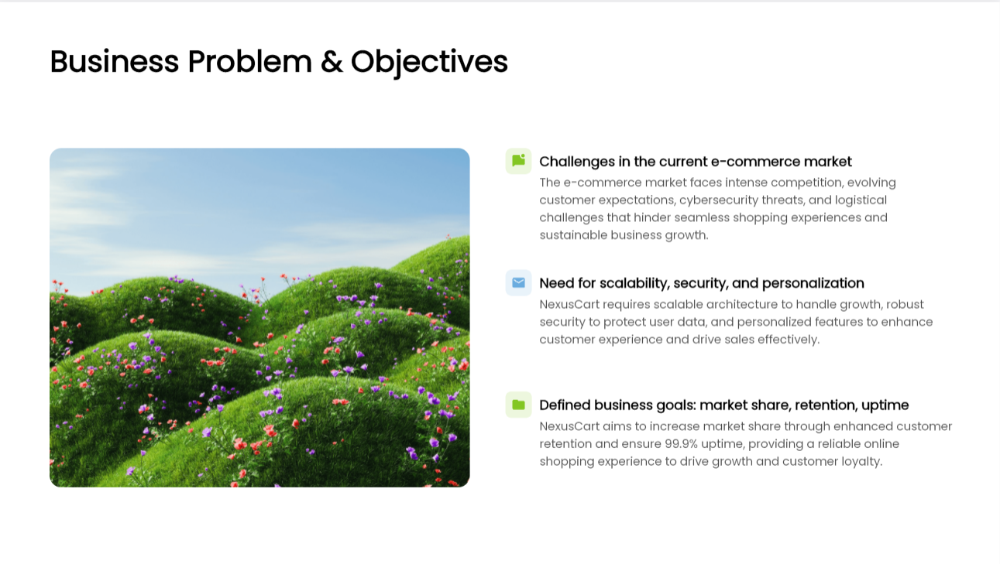 Business Problem & Objectives
Challenges in the current e-commerce market
The e-commerce market faces intense competition, evolving
customer expectations, cybersecurity threats, and logistical
challenges that hinder seamless shopping experiences and
sustainable business growth.
Need for scalability, security, and personalization
NexusCart requires scalable architecture to handle growth, robust
security to protect user data, and personalized features to enhance
customer experience and drive sales effectively.
Defined business goals: market share, retention, uptime
NexusCart aims to increase market share through enhanced customer
retention and ensure 99.9% uptime, providing a reliable online
shopping experience to drive growth and customer loyalty.